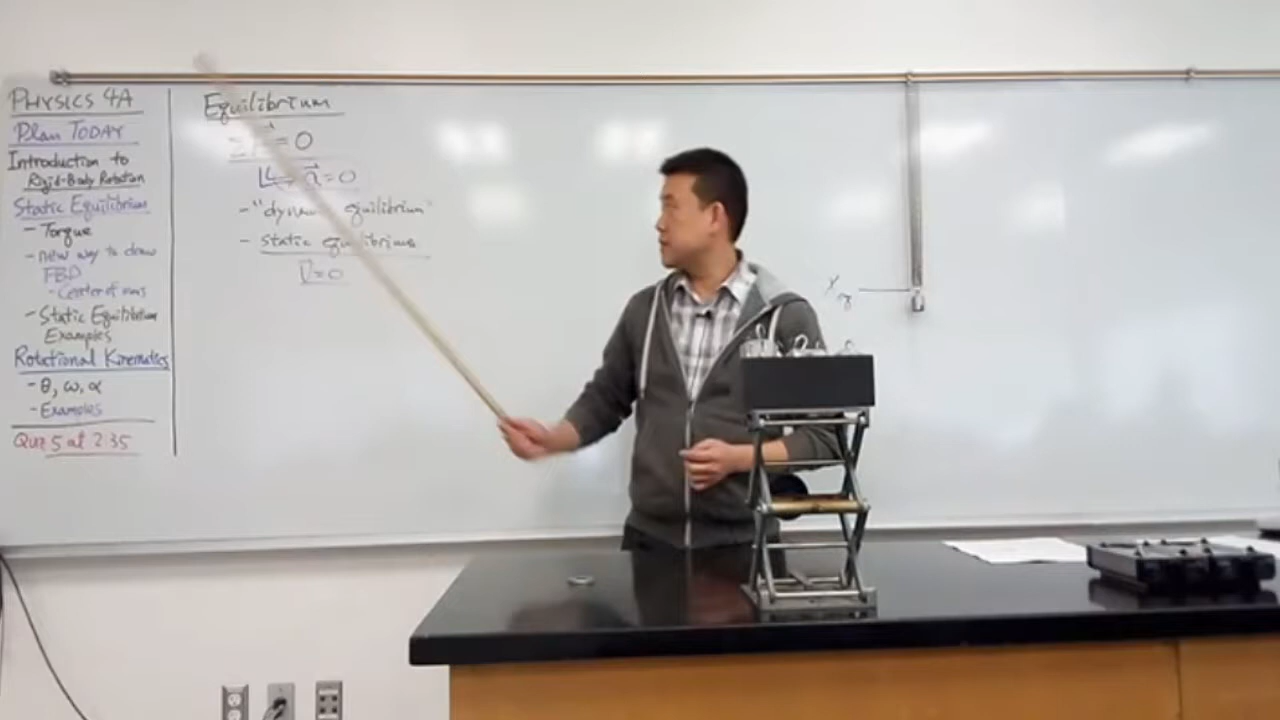 PHYSICS 4A
Plan TODAY
Introduction to
Rigid-Body Rotation
Static Equilibrium
- Torque
- new way to draw
FBD
- Center of mass
- Static Equilibrium
Examples
Rotational Kinematics
- θ, ω, α
- Examples
Quiz 5 at 2:35
Equilibrium
= 0
a⃗ = 0
- "dynamic equilibrium"
- static equilibrium
= 0